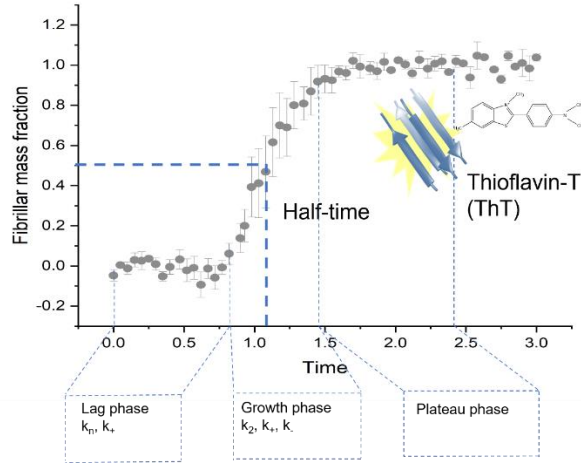 Fibrillar mass fraction
1.2
1.0
0.8
0.6
0.4
0.2
0.0
-0.2
Half-time
Thioflavin-T
(ThT)
0.0 0.5 1.0 1.5 2.0 2.5 3.0
Time
Lag phase
kₙ, k₊
Growth phase
k₂, k₊, k₋
Plateau phase